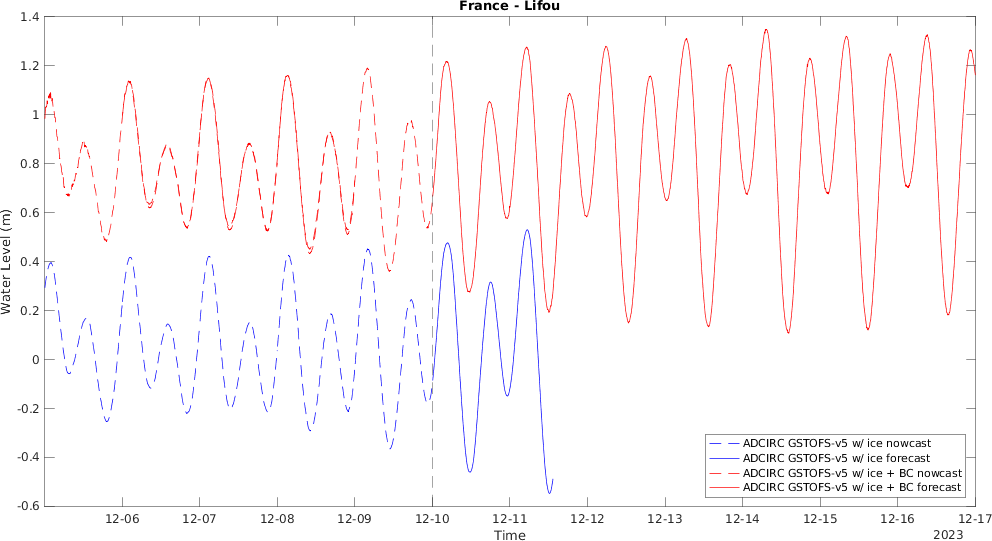 France - Lifou
1.4
1.2
1
0.8
0.6
0.4
0.2
0
-0.2
-0.4
-0.6
Water Level (m)
ADCIRC GSTOFS-v5 w/ ice nowcast
ADCIRC GSTOFS-v5 w/ ice forecast
ADCIRC GSTOFS-v5 w/ ice + BC nowcast
ADCIRC GSTOFS-v5 w/ ice + BC forecast
12-06 12-07 12-08 12-09 12-10 12-11 12-12 12-13 12-14 12-15 12-16 12-17
Time
2023